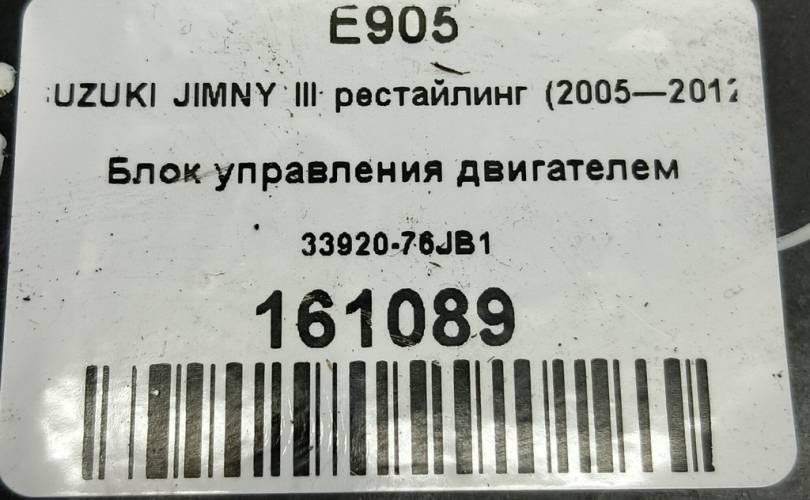 E905
UZUKI JIMNY III рестайлинг (2005—2012
Блок управления двигателем
33920-76JB1
161089